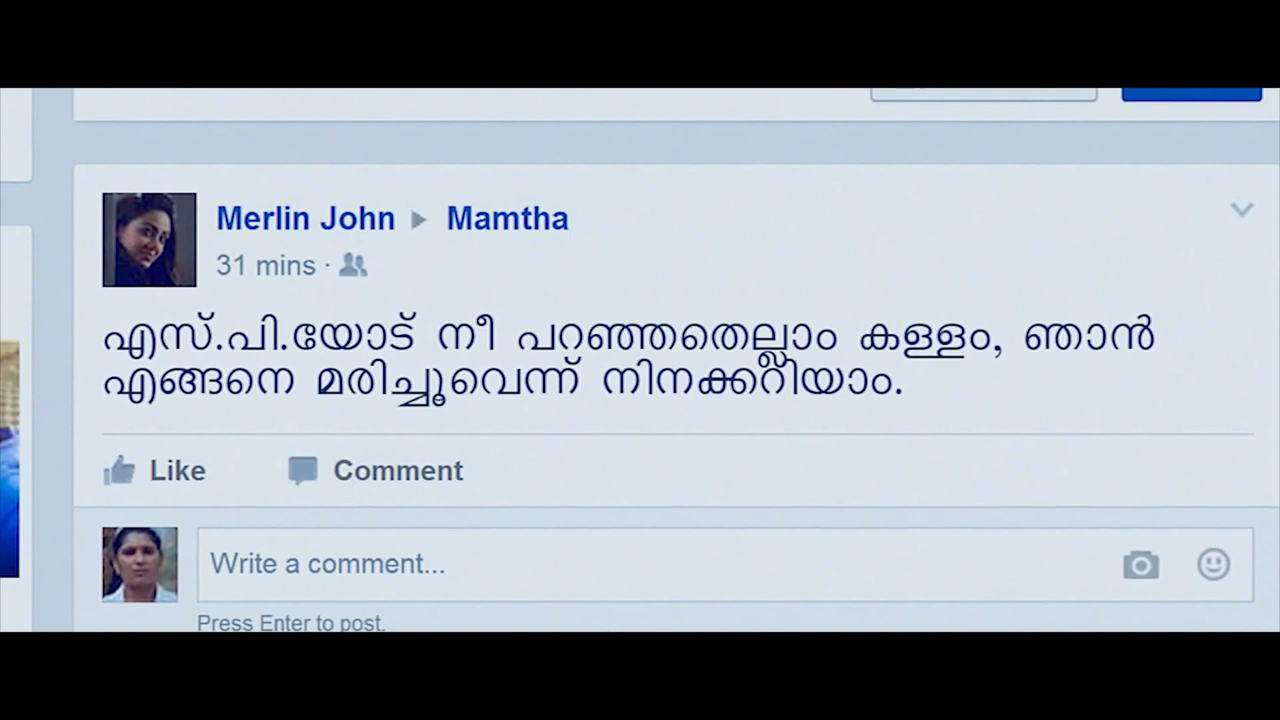 Merlin John ▶ Mamtha
31 mins ·
എസ്.പി.യോട് നീ പറഞ്ഞതെല്ലാം കള്ളം, ഞാൻ
എങ്ങനെ മരിച്ചൂവെന്ന് നിനക്കറിയാം.
Like Comment
Write a comment...
Press Enter to post.